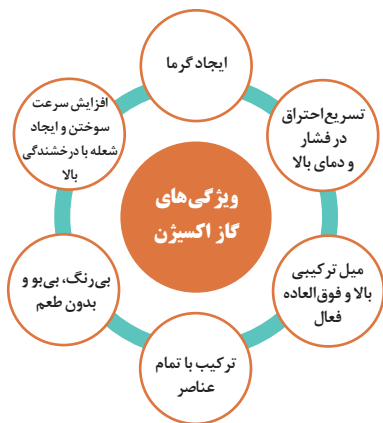 ایجاد گرما
تسریع احتراق
در فشار
و دمای بالا
میل ترکیبی
بالا و فوق‌العاده
فعال
ترکیب با تمام
عناصر
بی‌رنگ، بی‌بو و
بدون طعم
افزایش سرعت
سوختن و ایجاد
شعله با درخشندگی
بالا
ویژگی‌های
گاز اکسیژن